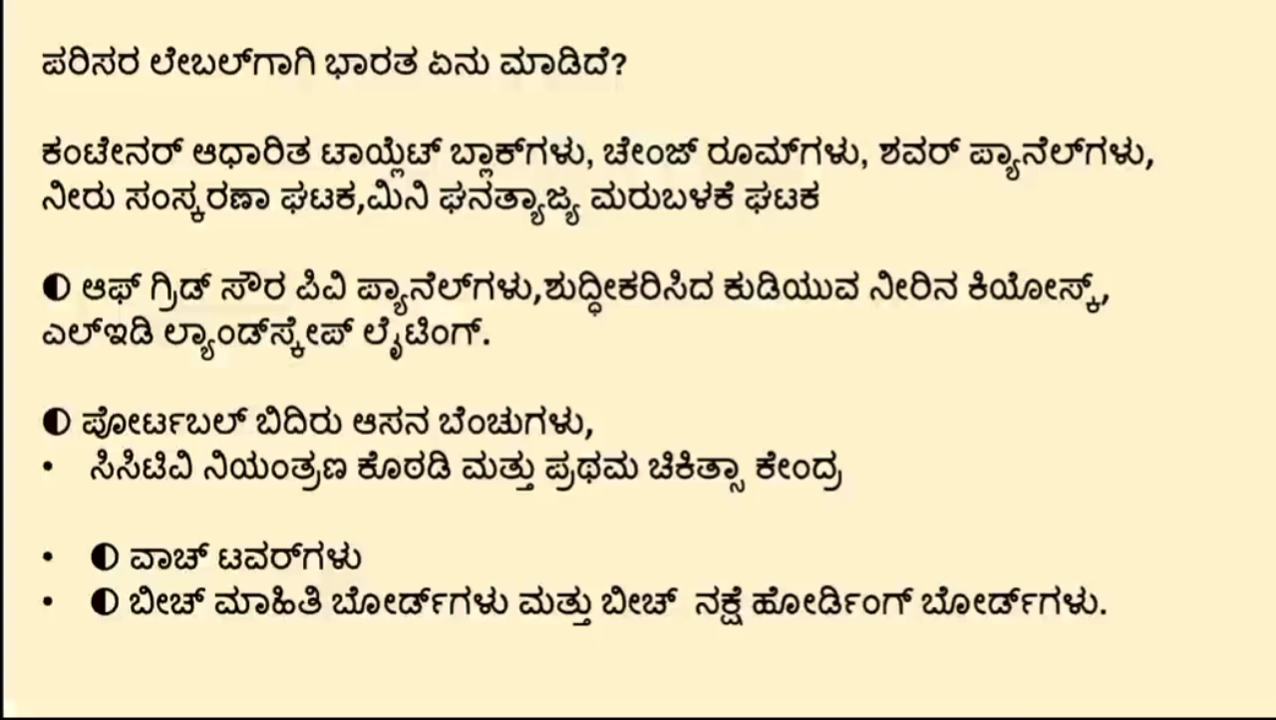 ಪರಿಸರ ಲೇಬಲ್‌ಗಾಗಿ ಭಾರತ ಏನು ಮಾಡಿದೆ?
ಕಂಟೇನರ್ ಆಧಾರಿತ ಟಾಯ್ಲೆಟ್ ಬ್ಲಾಕ್‌ಗಳು, ಚೇಂಜ್ ರೂಮ್‌ಗಳು, ಶವರ್ ಪ್ಯಾನೆಲ್‌ಗಳು,
ನೀರು ಸಂಸ್ಕರಣಾ ಘಟಕ,ಮಿನಿ ಘನತ್ಯಾಜ್ಯ ಮರುಬಳಕೆ ಘಟಕ
◐ ಆಫ್ ಗ್ರಿಡ್ ಸೌರ ಪಿವಿ ಪ್ಯಾನೆಲ್‌ಗಳು,ಶುದ್ಧೀಕರಿಸಿದ ಕುಡಿಯುವ ನೀರಿನ ಕಿಯೋಸ್ಕ್,
ಎಲ್ಇಡಿ ಲ್ಯಾಂಡ್‌ಸ್ಕೇಪ್ ಲೈಟಿಂಗ್.
◐ ಪೋರ್ಟಬಲ್ ಬಿದಿರು ಆಸನ ಬೆಂಚುಗಳು,
• ಸಿಸಿಟಿವಿ ನಿಯಂತ್ರಣ ಕೊಠಡಿ ಮತ್ತು ಪ್ರಥಮ ಚಿಕಿತ್ಸಾ ಕೇಂದ್ರ
• ◐ ವಾಚ್ ಟವರ್‌ಗಳು
• ◐ ಬೀಚ್ ಮಾಹಿತಿ ಬೋರ್ಡ್‌ಗಳು ಮತ್ತು ಬೀಚ್ ನಕ್ಷೆ ಹೋರ್ಡಿಂಗ್ ಬೋರ್ಡ್‌ಗಳು.